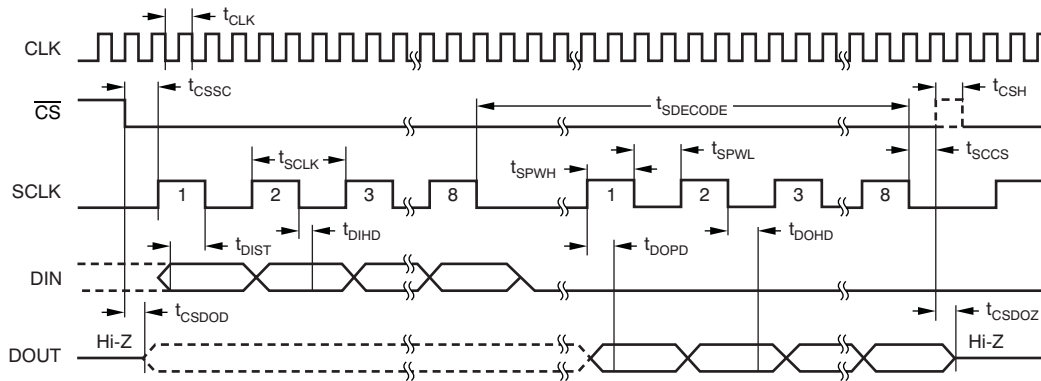 tCLK
CLK
tCSSC
tCSH
CS
tSDECODE
tSCLK
tSPWH
tSPWL
tSCCS
SCLK
1 2 3 8 1 2 3 8
tDIST
tDIHD
tDOPD
tDOHD
DIN
tCSDOD
tCSDOZ
Hi-Z
Hi-Z
DOUT